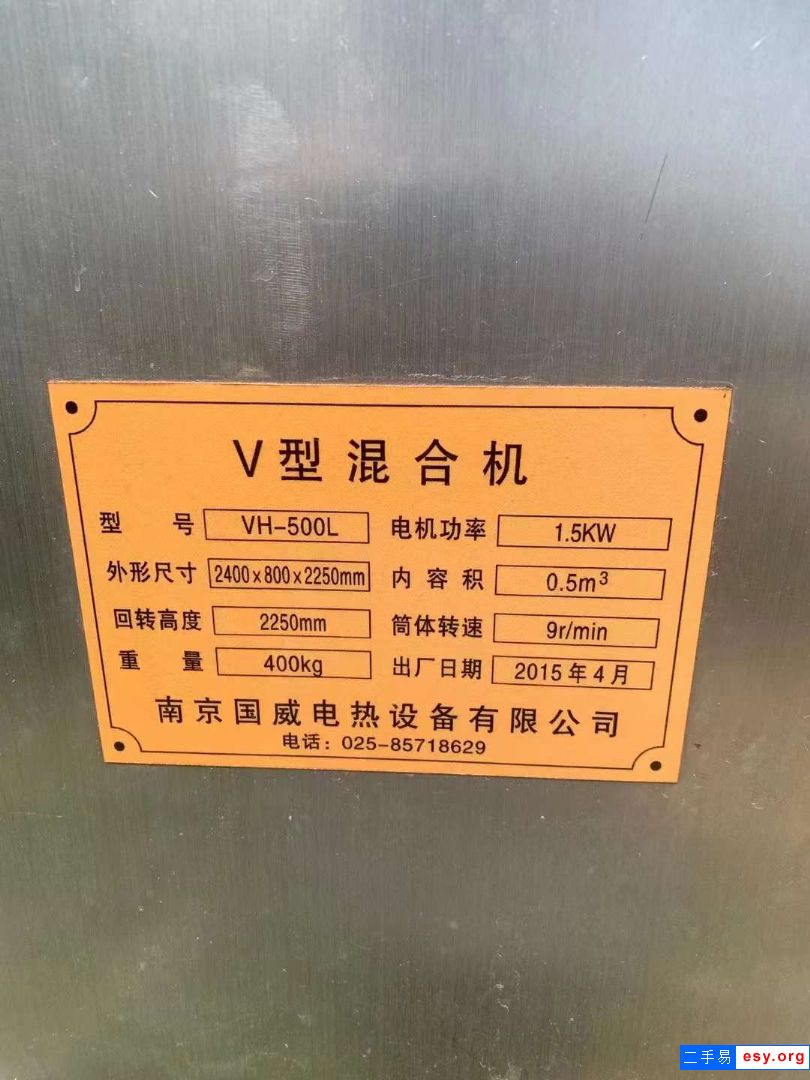 V型混合机
型号 VH-500L 电机功率 1.5KW
外形尺寸 2400×800×2250mm 内容积 0.5m³
回转高度 2250mm 筒体转速 9r/min
重量 400kg 出厂日期 2015年4月
南京国威电热设备有限公司
电话：025-85718629
二手易 esy.org